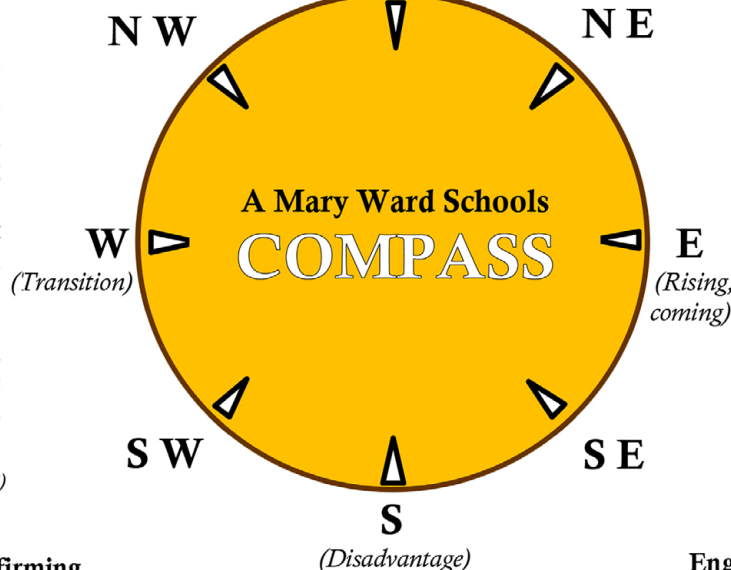 N W
N E
A Mary Ward Schools
COMPASS
W
(Transition)
E
(Rising,
coming)
S W
S E
S
(Disadvantage)